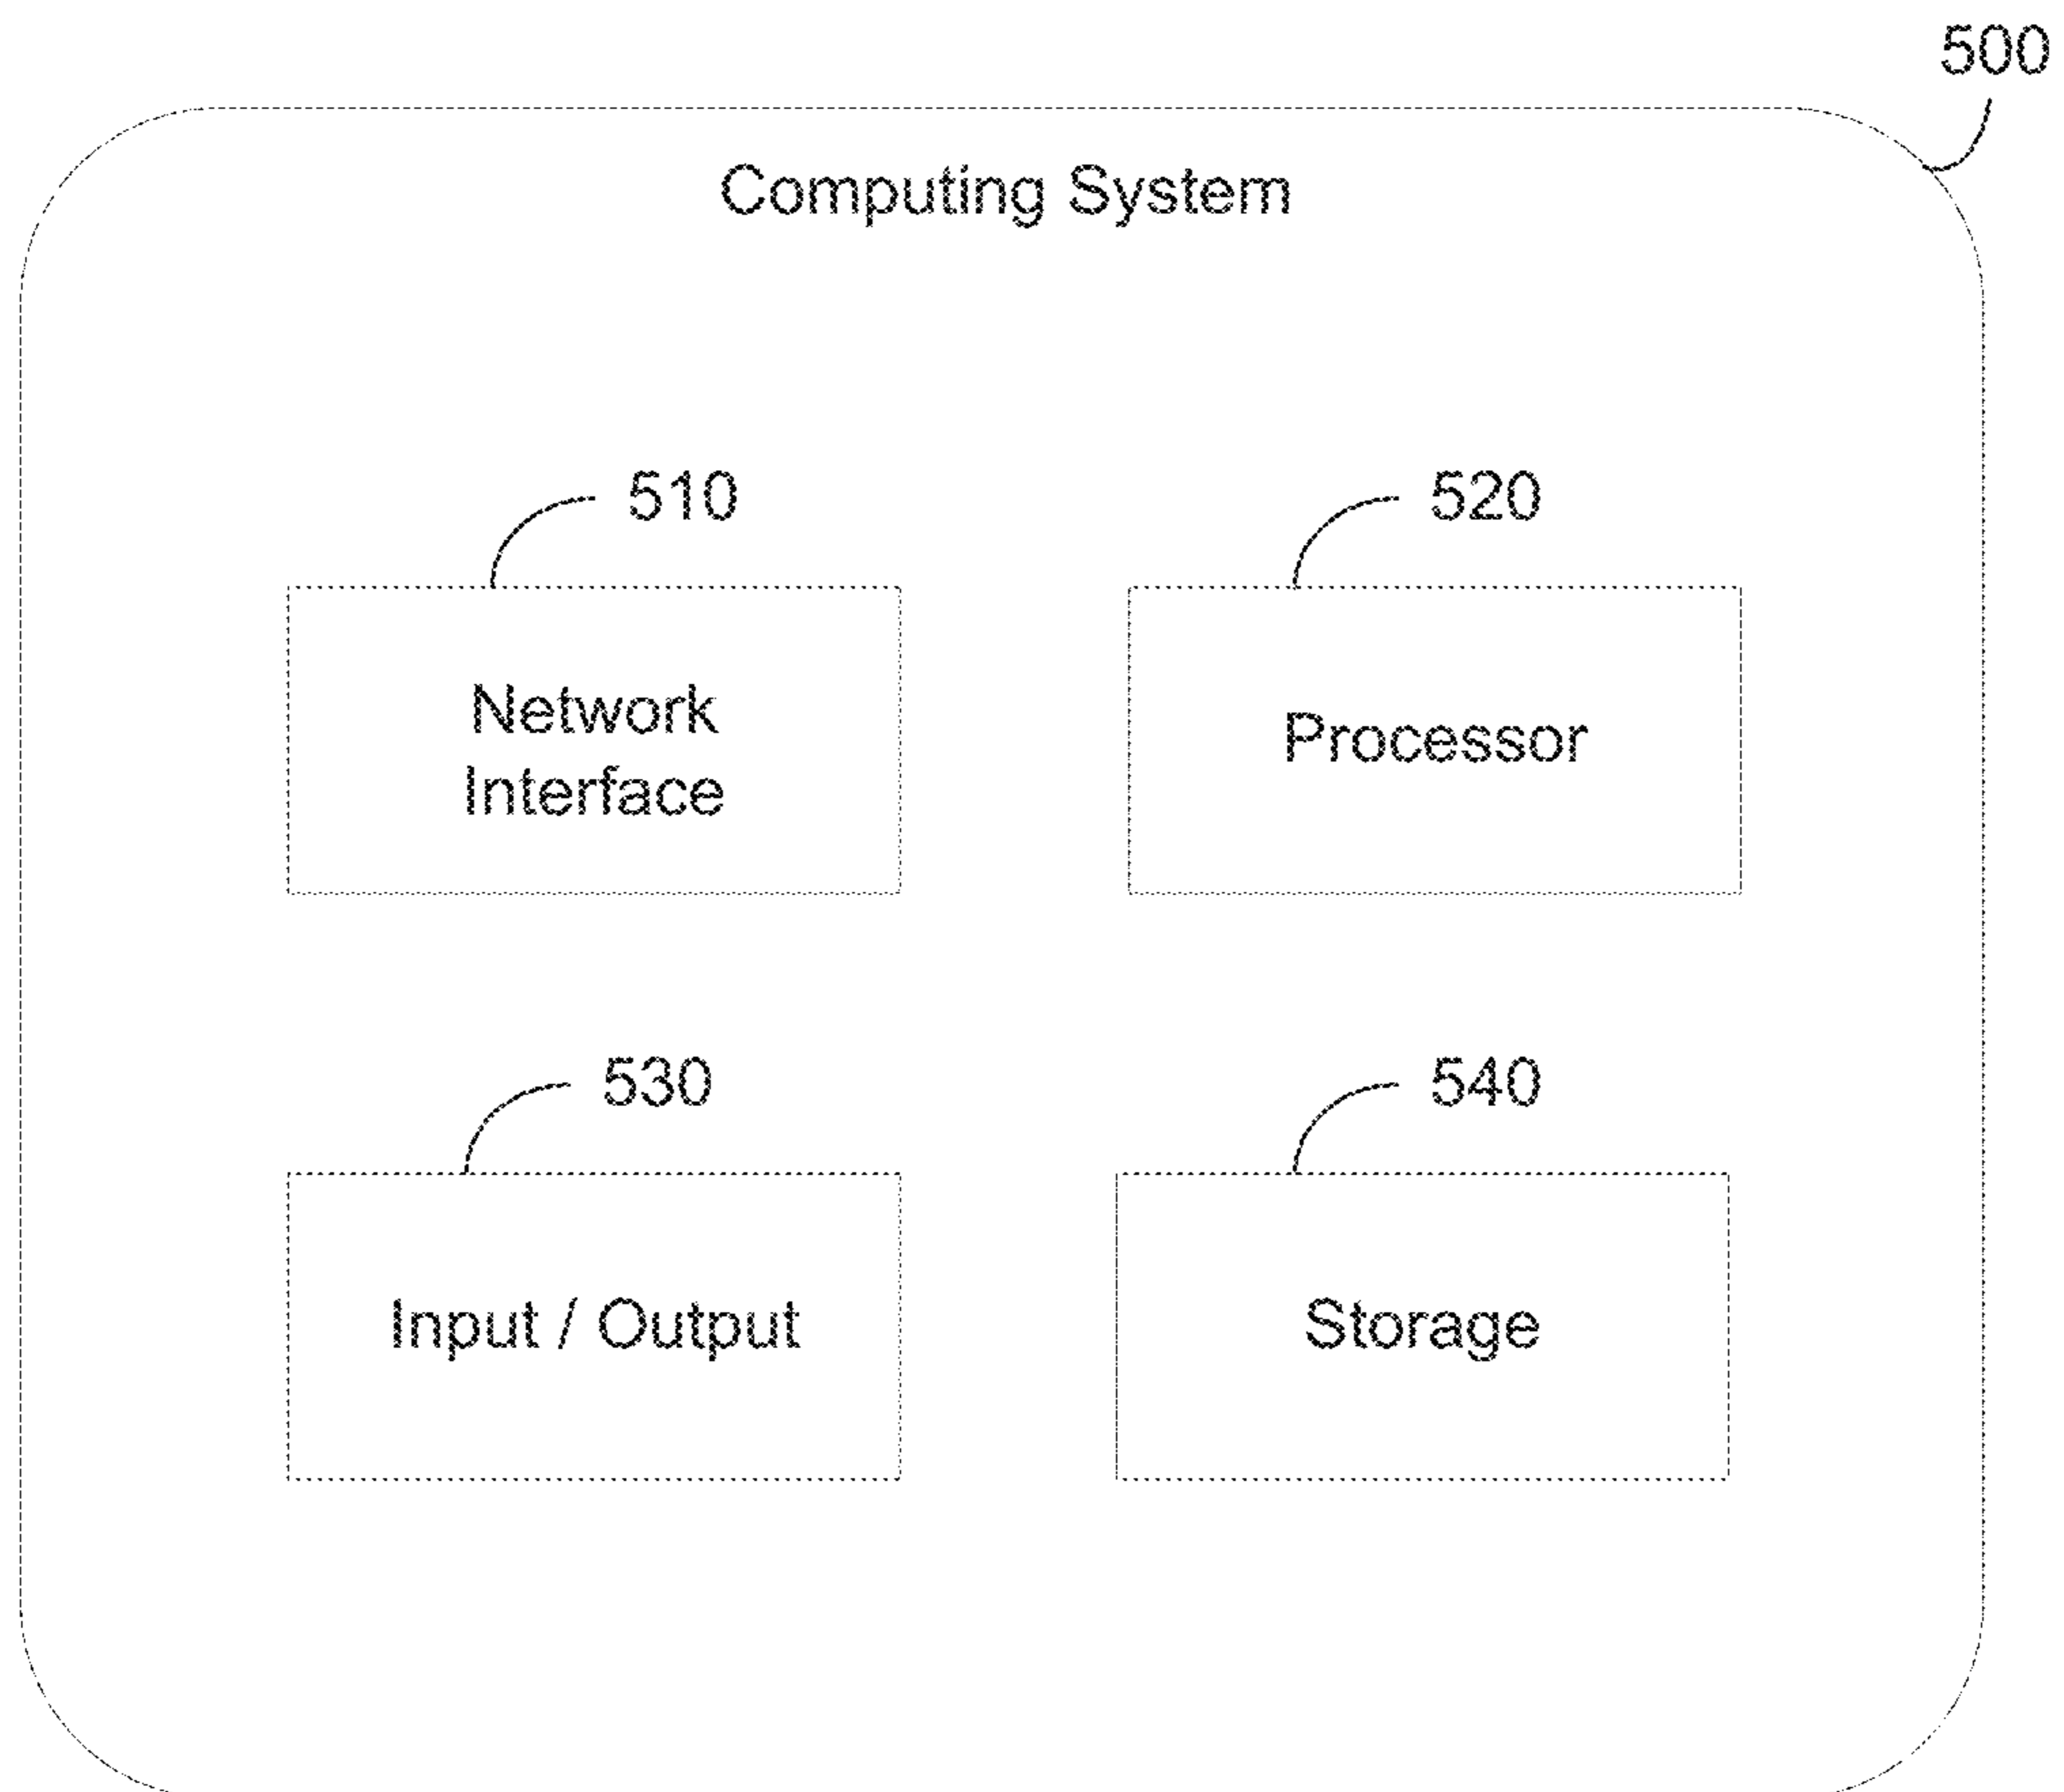 500
Computing System
510
520
Network
Interface
Processor
530
540
Input / Output
Storage